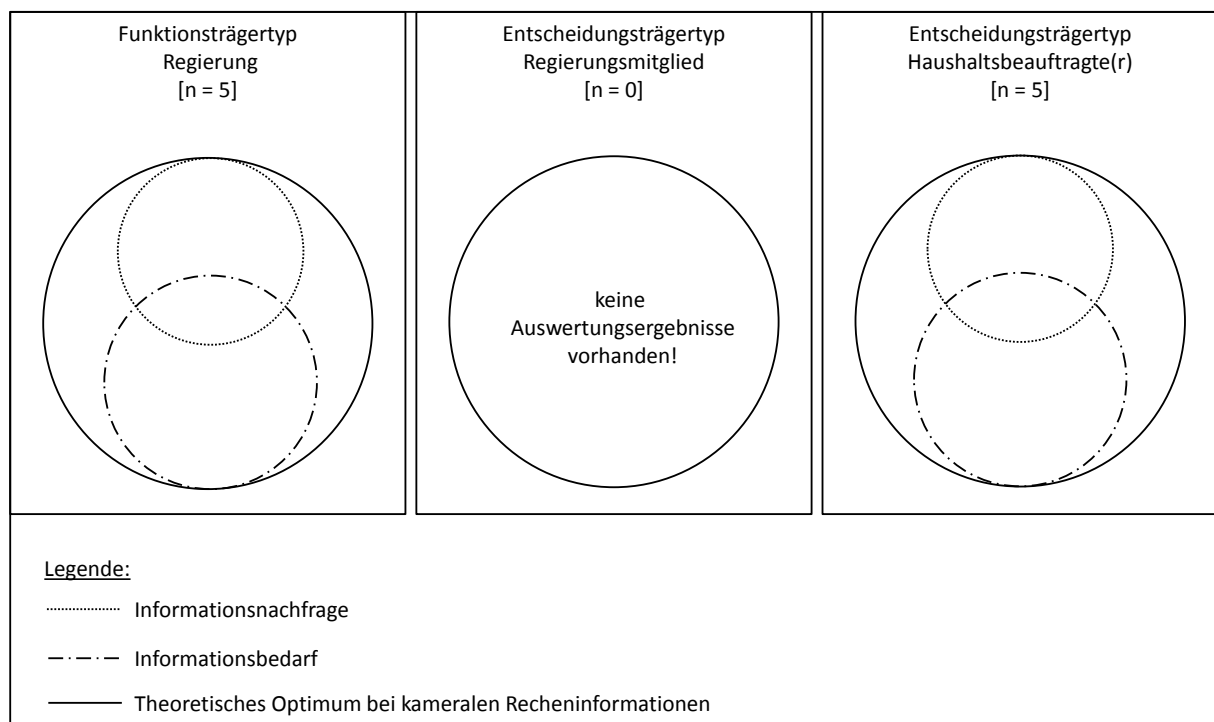 Funktionsträgertyp
Regierung
[n = 5]
Entscheidungsträgertyp
Regierungsmitglied
[n = 0]
Entscheidungsträgertyp
Haushaltsbeauftragte(r)
[n = 5]
keine
Auswertungsergebnisse
vorhanden!
Legende:
Informationsnachfrage
Informationsbedarf
Theoretisches Optimum bei kameralen Recheninformationen